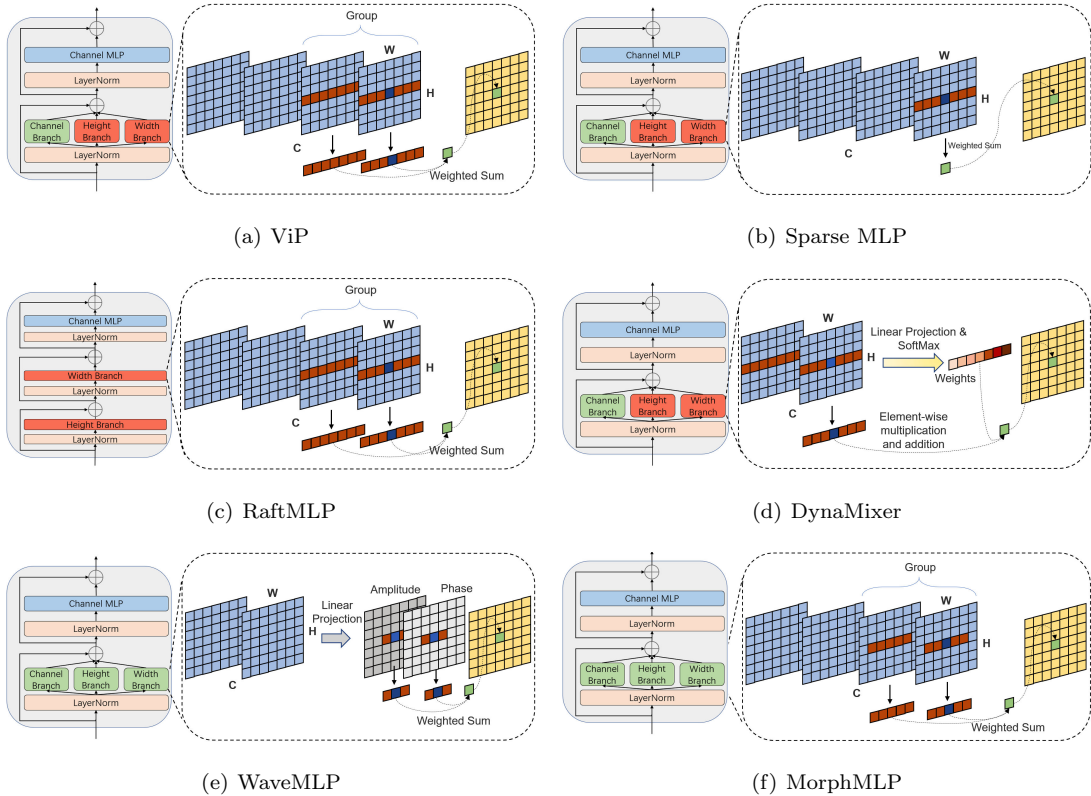 Channel MLP
LayerNorm
Channel
Branch
Height
Branch
Width
Branch
LayerNorm
Group
W
H
C
Weighted Sum
(a) ViP
Channel MLP
LayerNorm
Channel
Branch
Height
Branch
Width
Branch
LayerNorm
W
H
C
Weighted Sum
(b) Sparse MLP
Channel MLP
LayerNorm
Width Branch
LayerNorm
Height Branch
LayerNorm
Group
W
H
C
Weighted Sum
(c) RaftMLP
Channel MLP
LayerNorm
Channel
Branch
Height
Branch
Width
Branch
LayerNorm
W
H
C
Linear Projection &
SoftMax
Weights
Element-wise
multiplication
and addition
(d) DynaMixer
Channel MLP
LayerNorm
Channel
Branch
Height
Branch
Width
Branch
LayerNorm
W
H
C
Linear
Projection
Amplitude
Phase
Weighted Sum
(e) WaveMLP
Channel MLP
LayerNorm
Channel
Branch
Height
Branch
Width
Branch
LayerNorm
Group
W
H
C
Weighted Sum
(f) MorphMLP